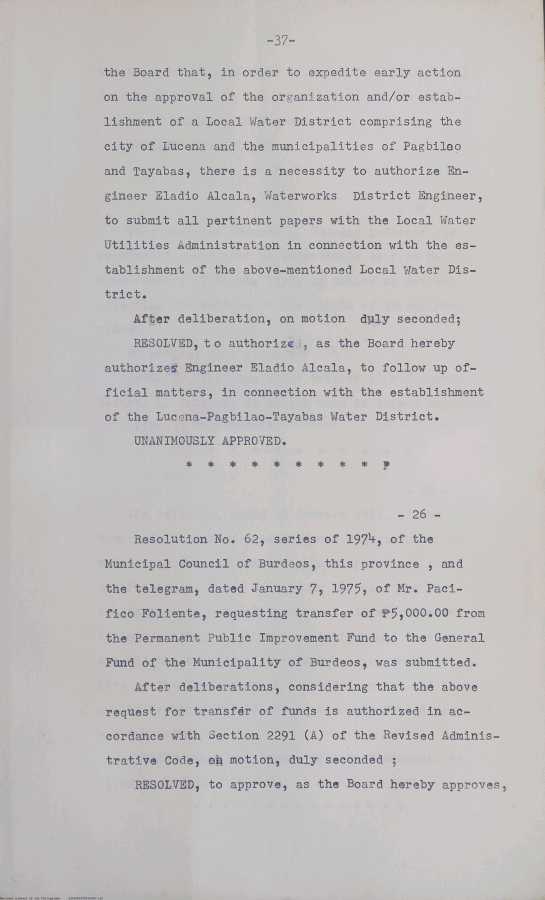 -37-
the Board that, in order to expedite early action
on the approval of the organization and/or estab-
lishment of a Local Water District comprising the
city of Lucena and the municipalities of Pagbilao
and Tayabas, there is a necessity to authorize En-
gineer Eladio Alcala, Waterworks District Engineer,
to submit all pertinent papers with the Local Water
Utilities Administration in connection with the es-
tablishment of the above-mentioned Local Water Dis-
trict.
After deliberation, on motion duly seconded;
RESOLVED, to authorize , as the Board hereby
authorizes Engineer Eladio Alcala, to follow up of-
ficial matters, in connection with the establishment
of the Lucena-Pagbilao-Tayabas Water District.
UNANIMOUSLY APPROVED.
* * * * * * * * * ?
- 26 -
Resolution No. 62, series of 1974, of the
Municipal Council of Burdeos, this province , and
the telegram, dated January 7, 1975, of Mr. Paci-
fico Foliente, requesting transfer of ₱5,000.00 from
the Permanent Public Improvement Fund to the General
Fund of the Municipality of Burdeos, was submitted.
After deliberations, considering that the above
request for transfer of funds is authorized in ac-
cordance with Section 2291 (A) of the Revised Adminis-
trative Code, on motion, duly seconded ;
RESOLVED, to approve, as the Board hereby approves,